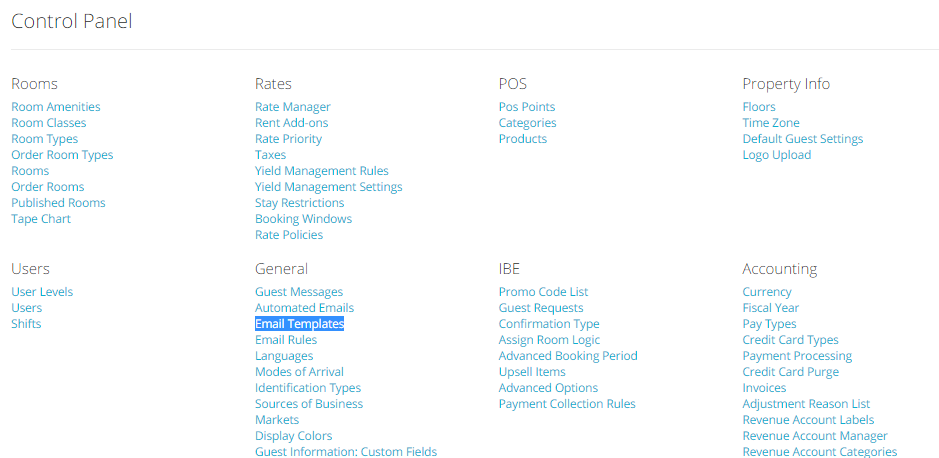 Control Panel
Rooms
Room Amenities
Room Classes
Room Types
Order Room Types
Rooms
Order Rooms
Published Rooms
Tape Chart
Rates
Rate Manager
Rent Add-ons
Rate Priority
Taxes
Yield Management Rules
Yield Management Settings
Stay Restrictions
Booking Windows
Rate Policies
POS
Pos Points
Categories
Products
Property Info
Floors
Time Zone
Default Guest Settings
Logo Upload
Users
User Levels
Users
Shifts
General
Guest Messages
Automated Emails
Email Templates
Email Rules
Languages
Modes of Arrival
Identification Types
Sources of Business
Markets
Display Colors
Guest Information: Custom Fields
IBE
Promo Code List
Guest Requests
Confirmation Type
Assign Room Logic
Advanced Booking Period
Upsell Items
Advanced Options
Payment Collection Rules
Accounting
Currency
Fiscal Year
Pay Types
Credit Card Types
Payment Processing
Credit Card Purge
Invoices
Adjustment Reason List
Revenue Account Labels
Revenue Account Manager
Revenue Account Categories